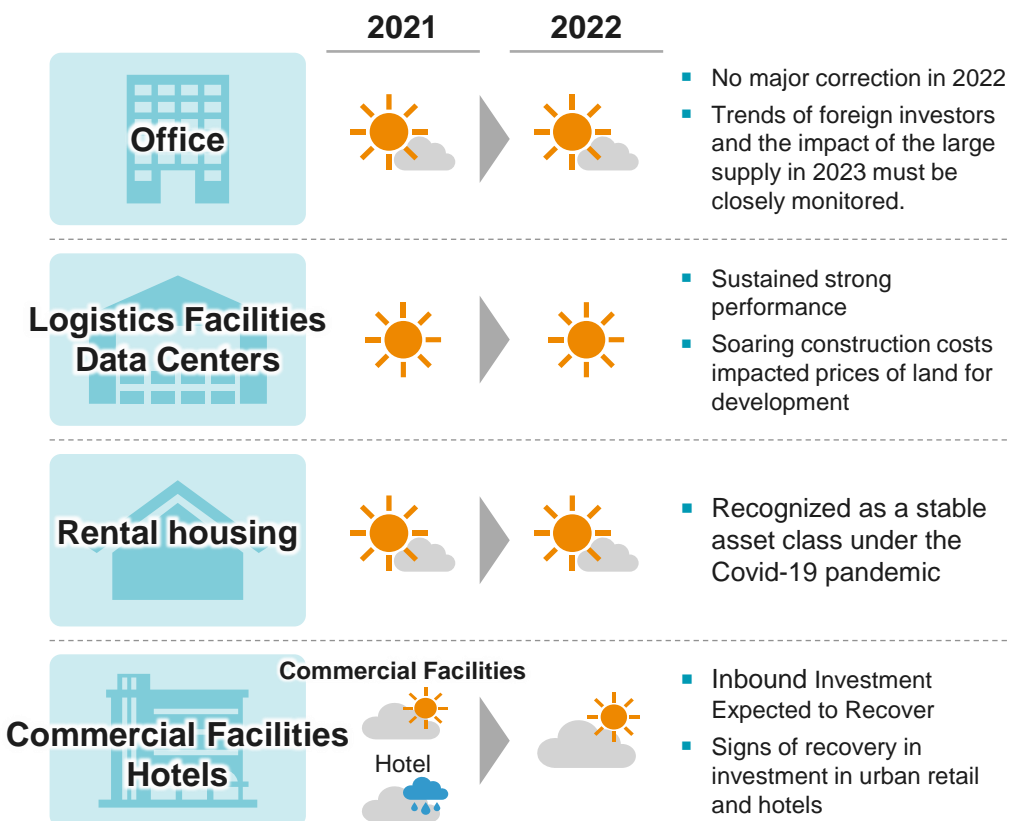 2021
2022
Office
No major correction in 2022
Trends of foreign investors
and the impact of the large
supply in 2023 must be
closely monitored.
Logistics Facilities
Data Centers
Sustained strong
performance
Soaring construction costs
impacted prices of land for
development
Rental housing
Recognized as a stable
asset class under the
Covid-19 pandemic
Commercial Facilities
Hotels
Commercial Facilities
Hotel
Inbound Investment
Expected to Recover
Signs of recovery in
investment in urban retail
and hotels